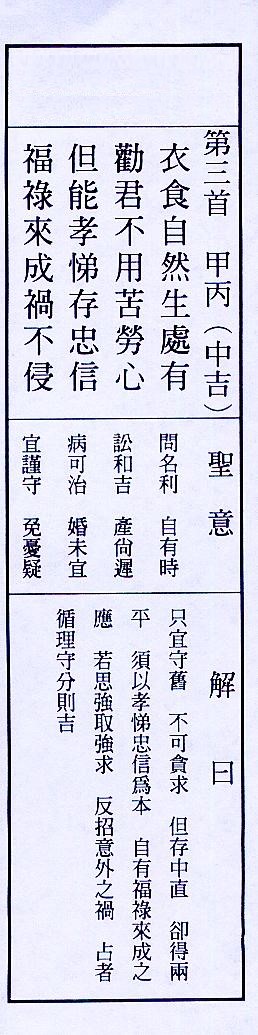 第三首　甲丙（中吉）
衣食自然生處有
勸君不用苦勞心
但能孝悌存忠信
福祿來成禍不侵
聖意
問名利　自有時
訟和吉　產尙遲
病可治　婚未宜
宜謹守　免憂疑
解曰
只宜守舊　不可貪求　但存中直　卻得兩
平　須以孝悌忠信爲本　自有福祿來成之
應　若思強取強求　反招意外之禍　占者
循理守分則吉